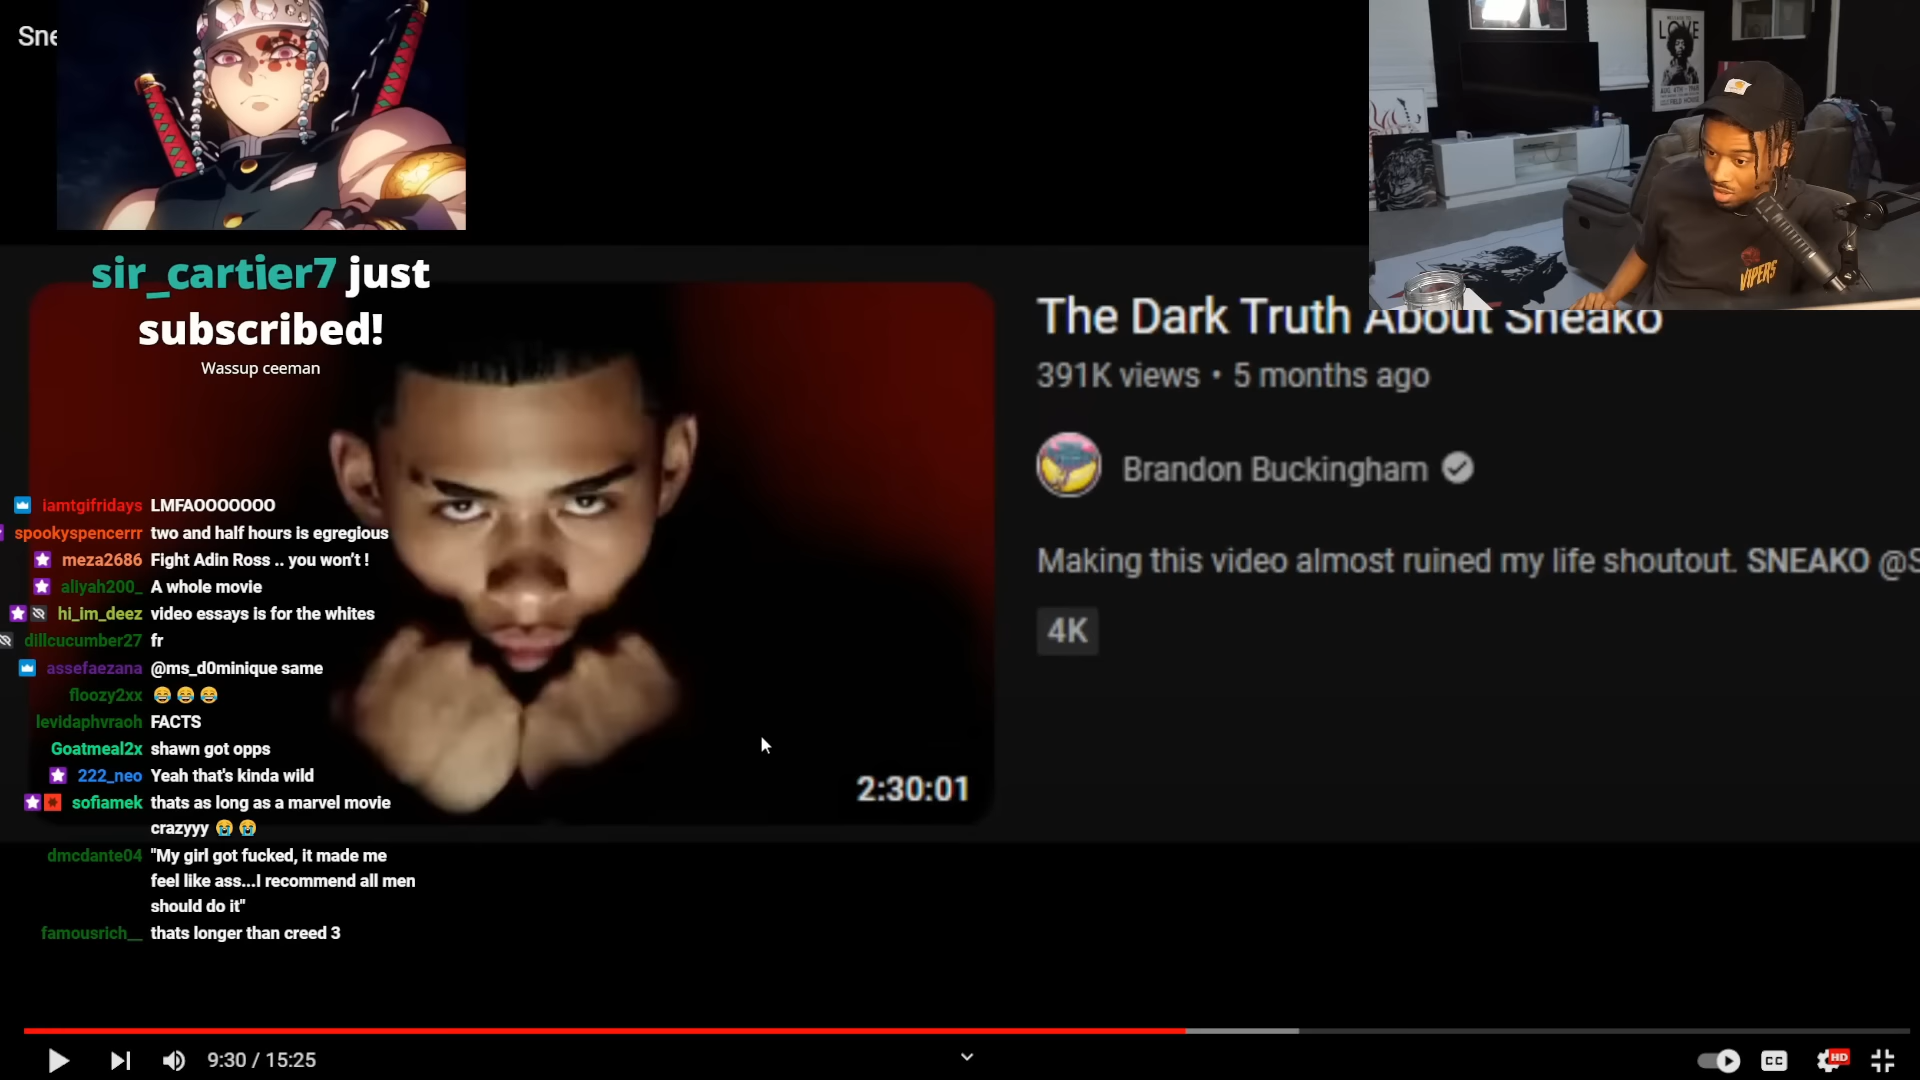 Sne
sir_cartier7 just
subscribed!
Wassup ceeman
LOVE
VIPERS
The Dark Truth About Sneako
391K views • 5 months ago
Brandon Buckingham
Making this video almost ruined my life shoutout. SNEAKO @S
4K
2:30:01
iamtgifridays LMFAOOOOOOO
spookyspencerrr two and half hours is egregious
meza2686 Fight Adin Ross .. you won't !
allyah200_ A whole movie
hi_im_deez video essays is for the whites
dillcucumber27 fr
assefaezana @ms_d0minique same
floozy2xx 😂 😂 😂
levidaphvraoh FACTS
Goatmeal2x shawn got opps
222_neo Yeah that's kinda wild
sofiamek thats as long as a marvel movie
crazyyy 😭 😭
dmcdante04 "My girl got fucked, it made me
feel like ass...I recommend all men
should do it"
famousrich__ thats longer than creed 3
9:30 / 15:25
CC
HD